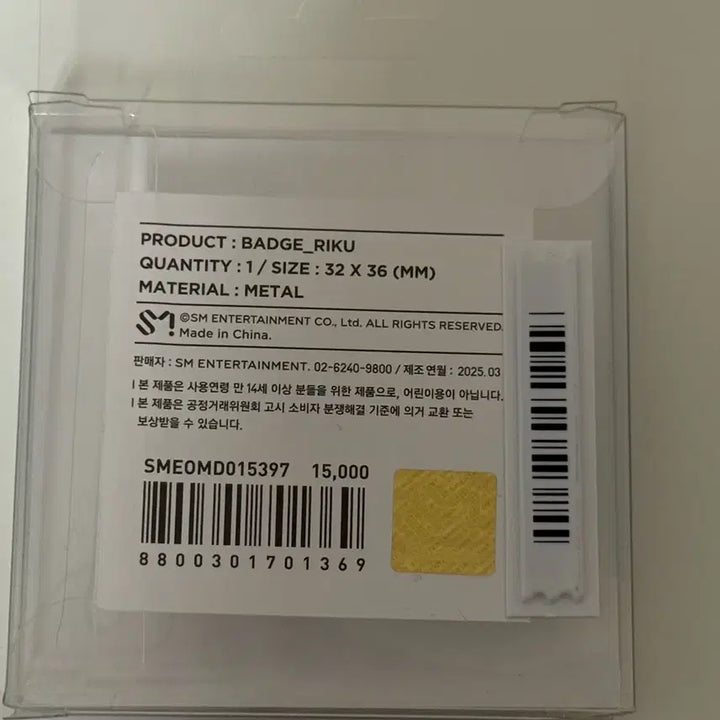 PRODUCT : BADGE_RIKU
QUANTITY : 1 / SIZE : 32 X 36 (MM)
MATERIAL : METAL
SM ©SM ENTERTAINMENT CO., Ltd. ALL RIGHTS RESERVED.
Made in China.
판매자 : SM ENTERTAINMENT. 02-6240-9800 / 제조연월 : 2025.03
l 본 제품은 사용연령 만 14세 이상 분들을 위한 제품으로, 어린이용이 아닙니다.
l 본 제품은 공정거래위원회 고시 소비자 분쟁해결 기준에 의거 교환 또는
보상받을 수 있습니다.
SMEOMD015397 15,000
8800301701369